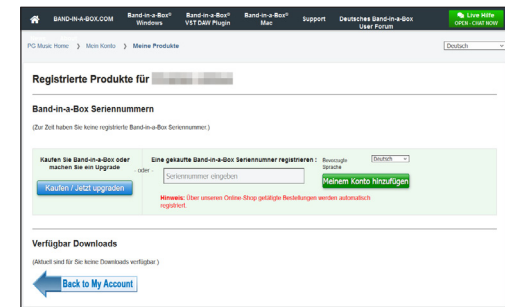 BAND-IN-A-BOX.COM Band-in-a-Box® Windows Band-in-a-Box® VST DAW Plugin Band-in-a-Box® Mac Support Deutsches Band-in-a-Box User Forum Live Hilfe OPEN - CHAT NOW
PG Music Home > Mein Konto > Meine Produkte Deutsch
Registrierte Produkte für
Band-in-a-Box Seriennummern
(Zur Zeit haben Sie keine registrierte Band-in-a-Box Seriennummer.)
Kaufen Sie Band-in-a-Box oder machen Sie ein Upgrade
Kaufen / Jetzt upgraden
- oder -
Eine gekaufte Band-in-a-Box Seriennummer registrieren :
Seriennummer eingeben
Bevorzugte Sprache Deutsch
Meinem Konto hinzufügen
Hinweis: Über unseren Online-Shop getätigte Bestellungen werden automatisch
registriert.
Verfügbar Downloads
(Aktuell sind für Sie keine Downloads verfügbar.)
Back to My Account